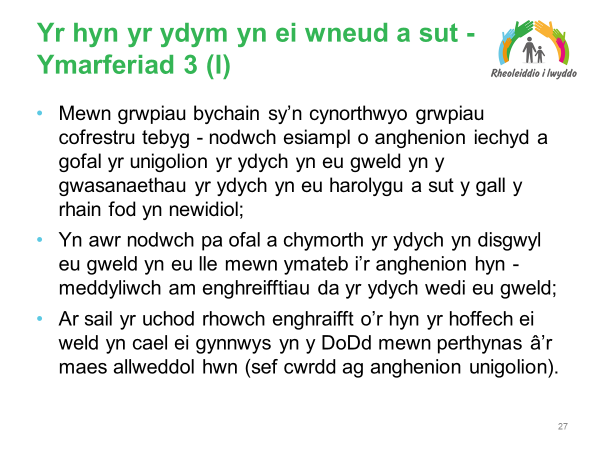 Yr hyn yr ydym yn ei wneud a sut -
Ymarferiad 3 (I)
Rheoleiddio i lwyddo
• Mewn grwpiau bychain sy’n cynorthwyo grwpiau
cofrestru tebyg - nodwch esiampl o anghenion iechyd a
gofal yr unigolion yr ydych yn eu gweld yn y
gwasanaethau yr ydych yn eu harolygu a sut y gall y
rhain fod yn newidiol;
• Yn awr nodwch pa ofal a chymorth yr ydych yn disgwyl
eu gweld yn eu lle mewn ymateb i’r anghenion hyn -
meddyliwch am enghreifftiau da yr ydych wedi eu gweld;
• Ar sail yr uchod rhowch enghraifft o’r hyn yr hoffech ei
weld yn cael ei gynnwys yn y DoDd mewn perthynas â’r
maes allweddol hwn (sef cwrdd ag anghenion unigolion).
27